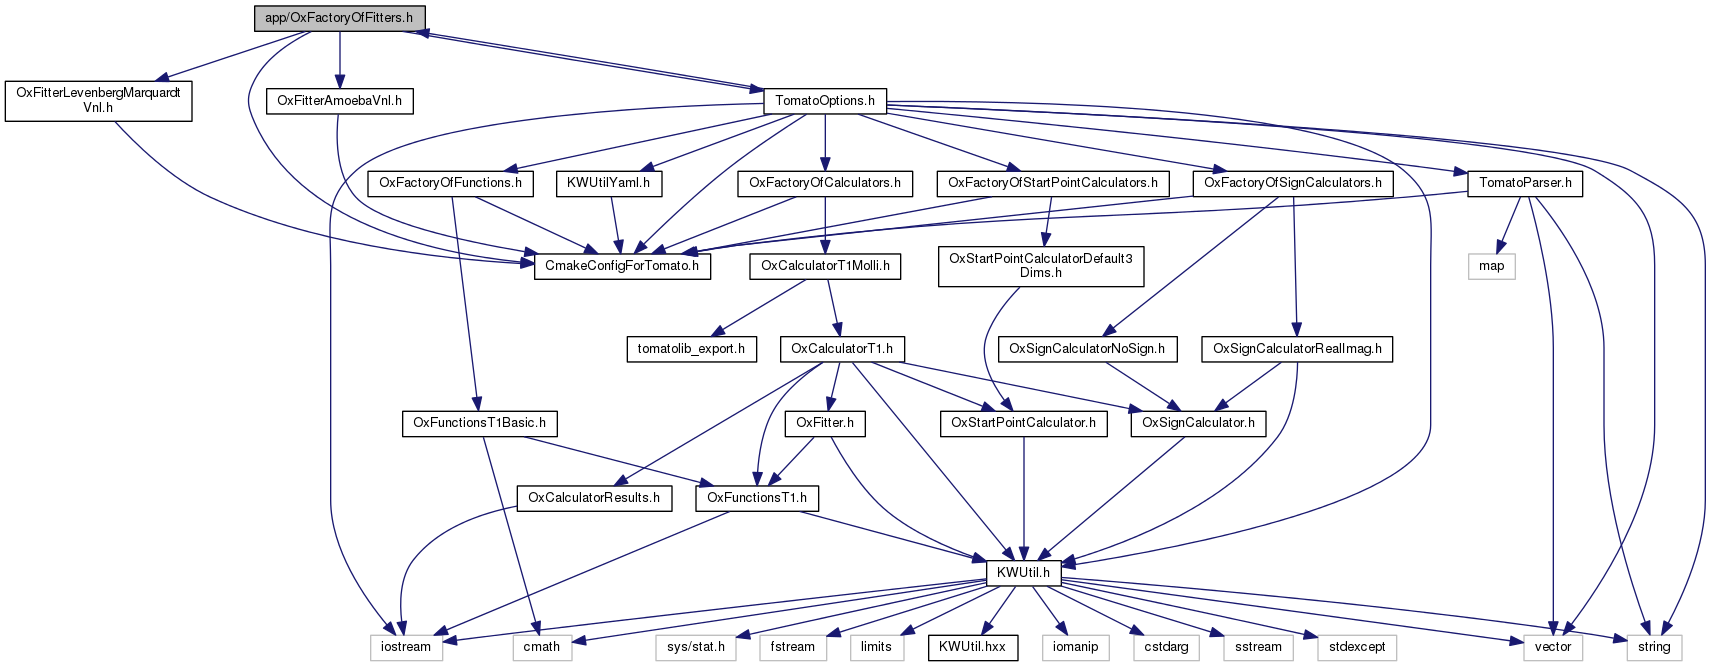 app/OxFactoryOfFitters.h
OxFitterLevenbergMarquardt
Vnl.h
OxFitterAmoebaVnl.h
TomatoOptions.h
OxFactoryOfFunctions.h
KWUtilYaml.h
OxFactoryOfCalculators.h
OxFactoryOfStartPointCalculators.h
OxFactoryOfSignCalculators.h
TomatoParser.h
CmakeConfigForTomato.h
OxCalculatorT1Molli.h
OxStartPointCalculatorDefault3
Dims.h
map
tomatolib_export.h
OxCalculatorT1.h
OxSignCalculatorNoSign.h
OxSignCalculatorRealImag.h
OxFunctionsT1Basic.h
OxFitter.h
OxStartPointCalculator.h
OxSignCalculator.h
OxCalculatorResults.h
OxFunctionsT1.h
KWUtil.h
iostream
cmath
sys/stat.h
fstream
limits
KWUtil.hxx
iomanip
cstdarg
sstream
stdexcept
vector
string